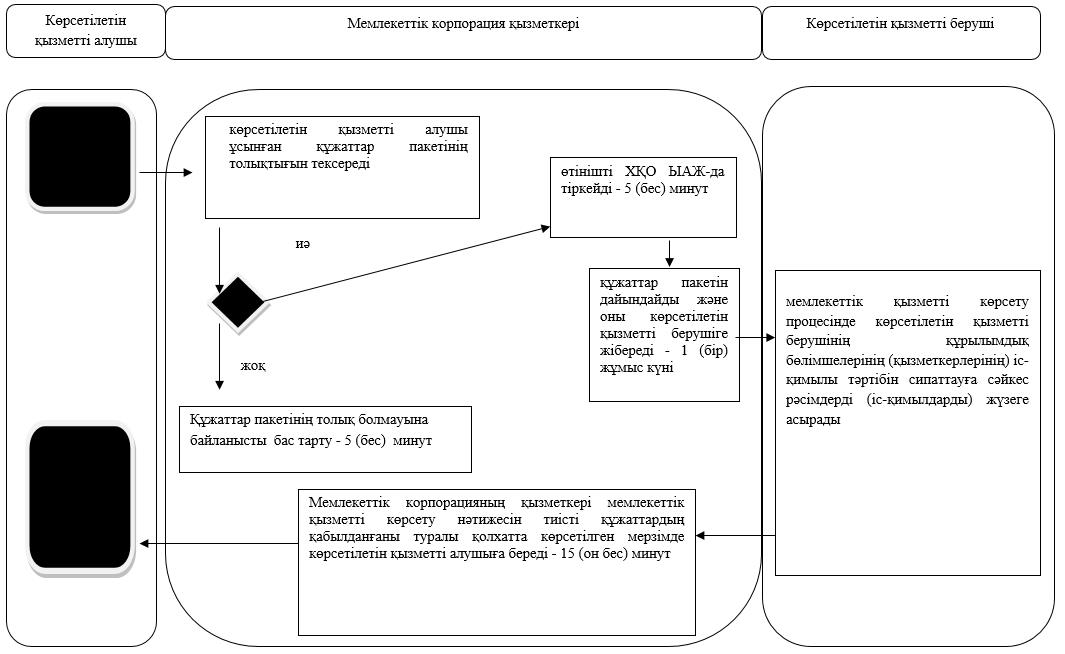 Көрсетілетін
қызметті алушы
Мемлекеттік корпорация қызметкері
Көрсетілетін қызметті беруші
көрсетілетін қызметті алушы
ұсынған құжаттар пакетінің
толықтығын тексереді
өтінішті ХҚО ЫАЖ-да
тіркейді - 5 (бес) минут
иә
құжаттар пакетін
дайындайды және
оны көрсетілетін
қызметті берушіге
жібереді - 1 (бір)
жұмыс күні
мемлекеттік қызметті көрсету
процесінде көрсетілетін қызметті
берушінің құрылымдық
бөлімшелерінің (қызметкерлерінің) іс-
қимылы тәртібін сипаттауға сәйкес
рәсімдерді (іс-қимылдарды) жүзеге
асырады
жоқ
Құжаттар пакетінің толық болмауына
байланысты бас тарту - 5 (бес) минут
Мемлекеттік корпорацияның қызметкері мемлекеттік
қызметті көрсету нәтижесін тиісті құжаттардың
қабылданғаны туралы қолхатта көрсетілген мерзімде
көрсетілетін қызметті алушыға береді - 15 (он бес) минут